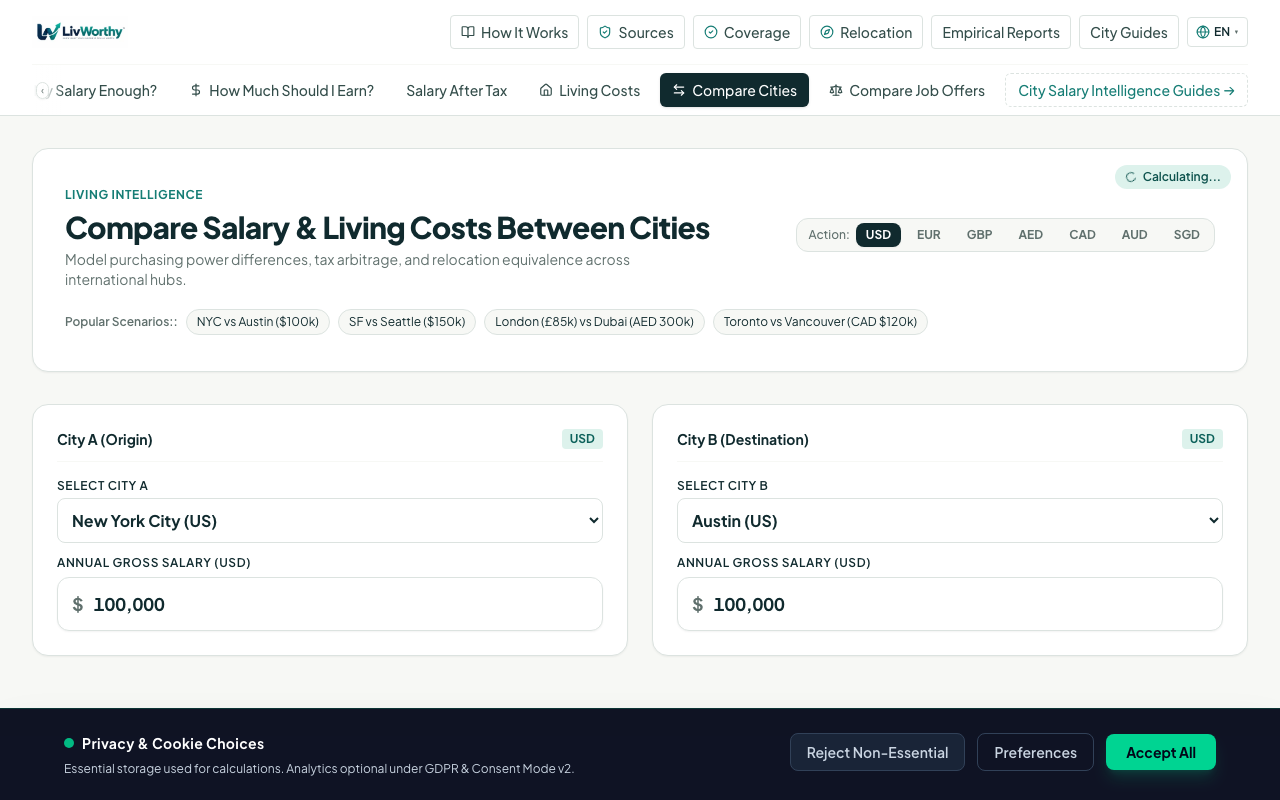 LivWorthy
How It Works
Sources
Coverage
Relocation
Empirical Reports
City Guides
EN
Salary Enough?
How Much Should I Earn?
Salary After Tax
Living Costs
Compare Cities
Compare Job Offers
City Salary Intelligence Guides →
Calculating...
LIVING INTELLIGENCE
Compare Salary & Living Costs Between Cities
Model purchasing power differences, tax arbitrage, and relocation equivalence across
international hubs.
Action: USD EUR GBP AED CAD AUD SGD
Popular Scenarios:: NYC vs Austin ($100k) SF vs Seattle ($150k) London (£85k) vs Dubai (AED 300k) Toronto vs Vancouver (CAD $120k)
City A (Origin) USD
SELECT CITY A
New York City (US)
ANNUAL GROSS SALARY (USD)
$ 100,000
City B (Destination) USD
SELECT CITY B
Austin (US)
ANNUAL GROSS SALARY (USD)
$ 100,000
Privacy & Cookie Choices
Essential storage used for calculations. Analytics optional under GDPR & Consent Mode v2.
Reject Non-Essential
Preferences
Accept All